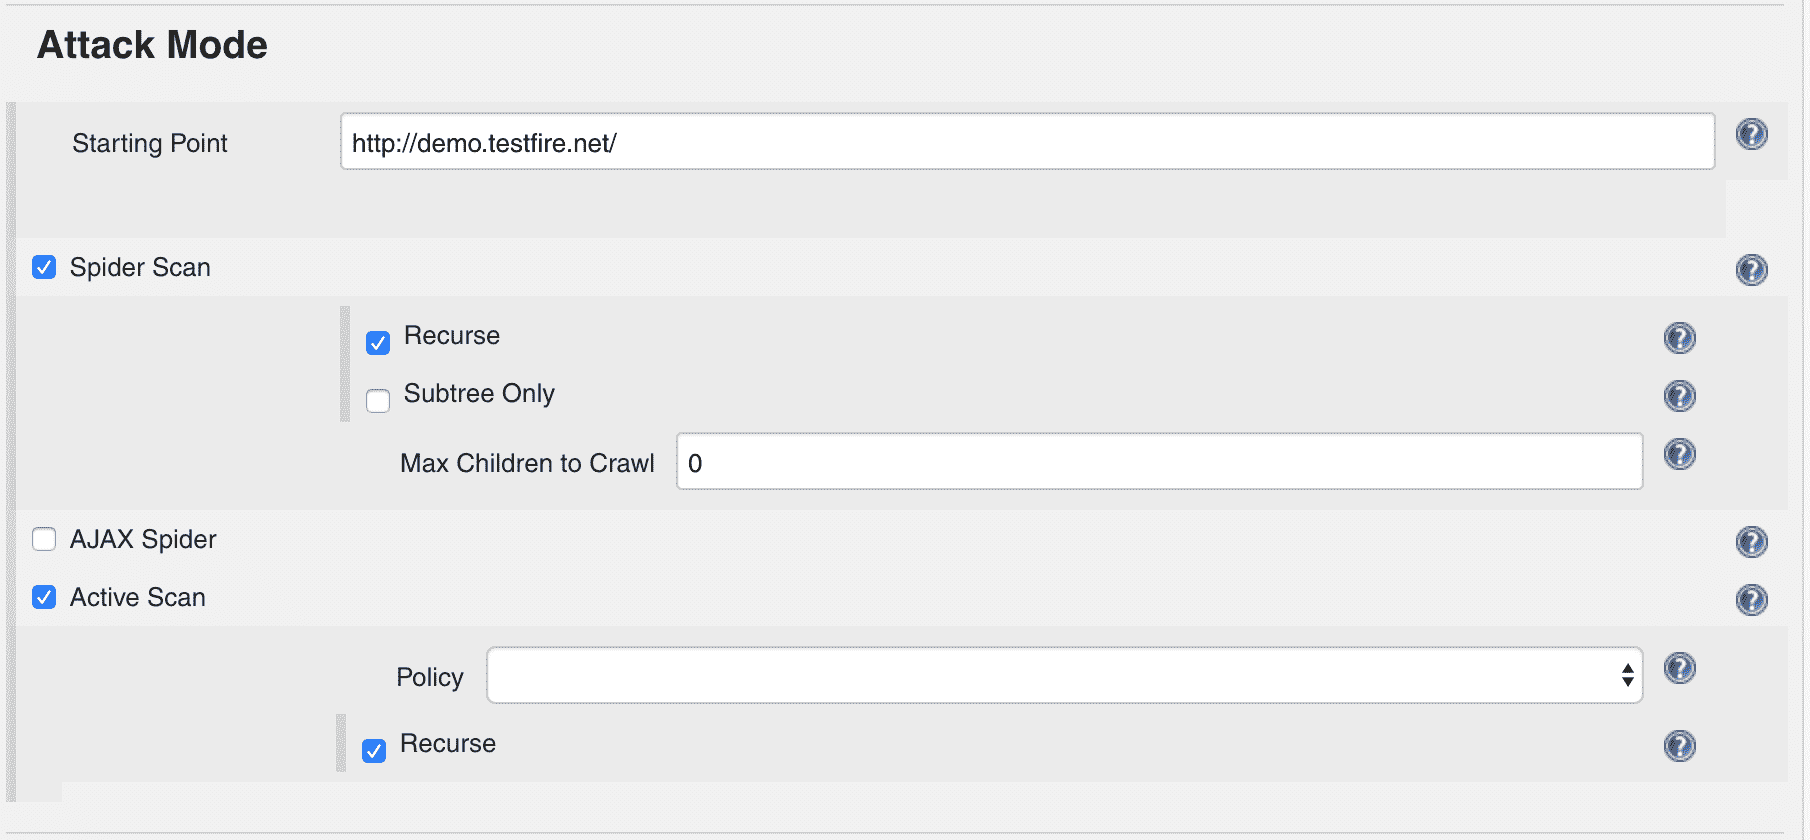 Attack Mode
Starting Point http://demo.testfire.net/
Spider Scan
Recurse
Subtree Only
Max Children to Crawl 0
AJAX Spider
Active Scan
Policy
Recurse